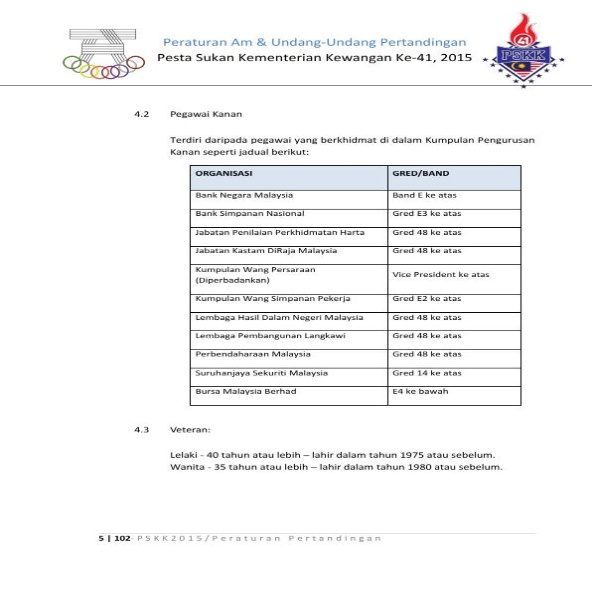 Peraturan Am & Undang-Undang Pertandingan
Pesta Sukan Kementerian Kewangan Ke-41, 2015
41
PSKK
4.2 Pegawai Kanan
Terdiri daripada pegawai yang berkhidmat di dalam Kumpulan Pengurusan
Kanan seperti jadual berikut:
ORGANISASI GRED/BAND
Bank Negara Malaysia Band E ke atas
Bank Simpanan Nasional Gred E3 ke atas
Jabatan Penilaian Perkhidmatan Harta Gred 48 ke atas
Jabatan Kastam DiRaja Malaysia Gred 48 ke atas
Kumpulan Wang Persaraan
(Diperbadankan) Vice President ke atas
Kumpulan Wang Simpanan Pekerja Gred E2 ke atas
Lembaga Hasil Dalam Negeri Malaysia Gred 48 ke atas
Lembaga Pembangunan Langkawi Gred 48 ke atas
Perbendaharaan Malaysia Gred 48 ke atas
Suruhanjaya Sekuriti Malaysia Gred 14 ke atas
Bursa Malaysia Berhad E4 ke bawah
4.3 Veteran:
Lelaki - 40 tahun atau lebih – lahir dalam tahun 1975 atau sebelum.
Wanita - 35 tahun atau lebih – lahir dalam tahun 1980 atau sebelum.
5 | 102 PSKK2015/Peraturan Pertandingan